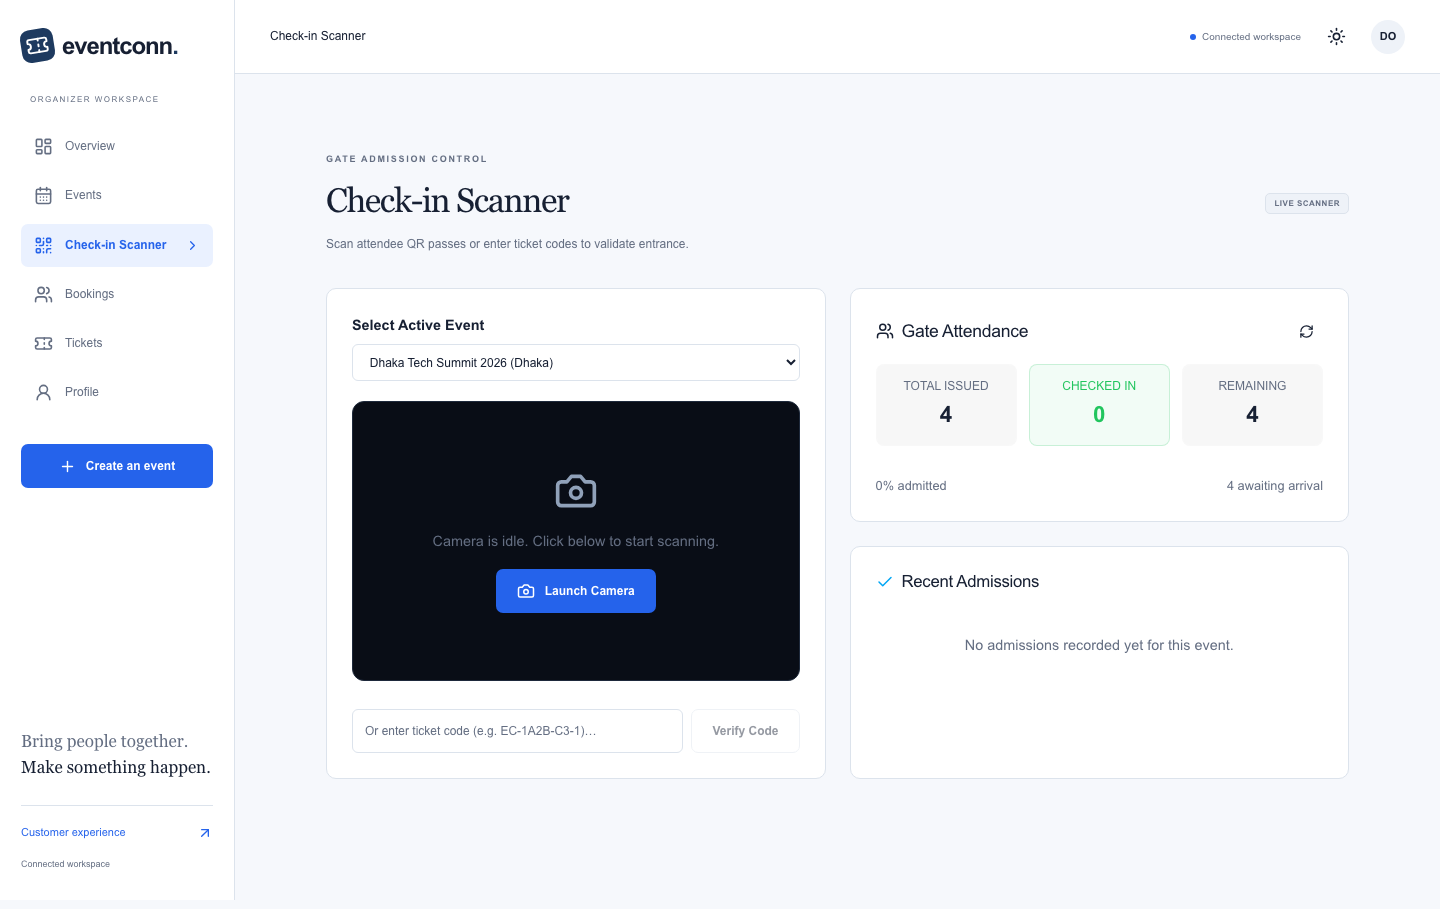 eventconn.
ORGANIZER WORKSPACE
Overview
Events
Check-in Scanner
Bookings
Tickets
Profile
Create an event
Bring people together.
Make something happen.
Customer experience
Connected workspace
Check-in Scanner
Connected workspace
DO
GATE ADMISSION CONTROL
Check-in Scanner
LIVE SCANNER
Scan attendee QR passes or enter ticket codes to validate entrance.
Select Active Event
Dhaka Tech Summit 2026 (Dhaka)
Camera is idle. Click below to start scanning.
Launch Camera
Or enter ticket code (e.g. EC-1A2B-C3-1)...
Verify Code
Gate Attendance
TOTAL ISSUED
4
CHECKED IN
0
REMAINING
4
0% admitted
4 awaiting arrival
Recent Admissions
No admissions recorded yet for this event.